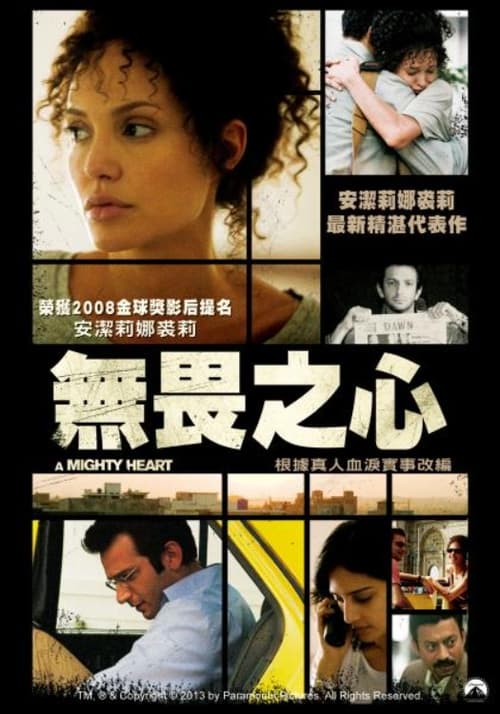 安潔莉娜裘莉
最新精湛代表作
榮獲2008金球獎影后提名
安潔莉娜裘莉
DAWN
無畏之心
A MIGHTY HEART
根據真人血淚實事改編
TM, ® & Copyright © 2013 by Paramount Pictures. All Rights Reserved.